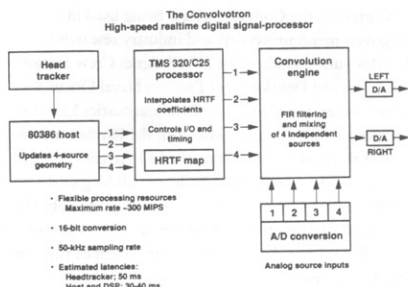 The Convolvotron
High-speed realtime digital signal-processor
Head
tracker
80386 host
Updates 4-source
geometry
1
2
3
4
TMS 320/C25
processor
Interpolates HRTF
coefficients
Controls I/O and
timing
HRTF map
1
2
3
4
Convolution
engine
FIR filtering
and mixing
of 4 independent
sources
LEFT
D/A
D/A
RIGHT
1 2 3 4
A/D conversion
Analog source inputs
• Flexible processing resources
Maximum rate ~300 MIPS
• 16-bit conversion
• 50-kHz sampling rate
• Estimated latencies:
Headtracker; 50 ms
Host and DSP: 30-40 ms